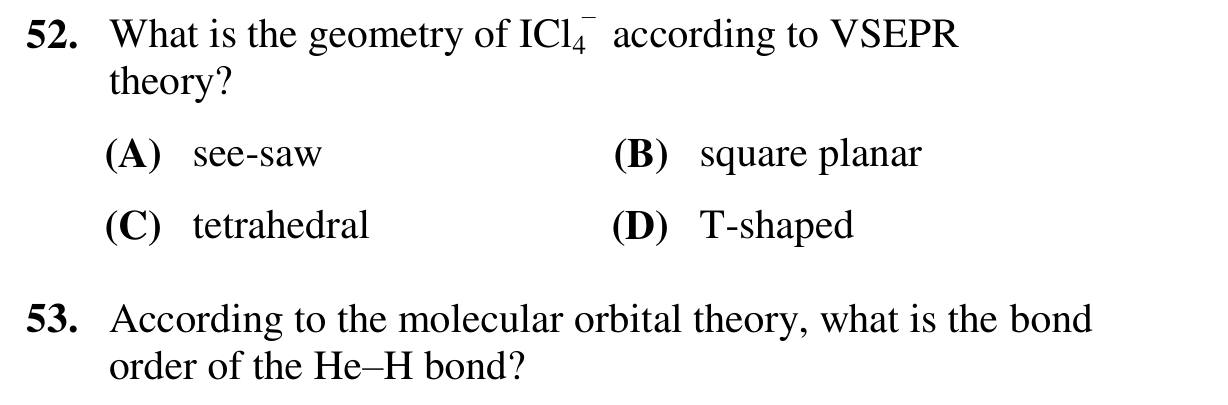 52. What is the geometry of ICl₄⁻ according to VSEPR
theory?
(A) see-saw (B) square planar
(C) tetrahedral (D) T-shaped
53. According to the molecular orbital theory, what is the bond
order of the He–H bond?